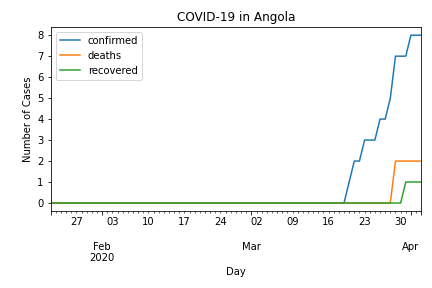 COVID-19 in Angola
confirmed
deaths
recovered
Number of Cases
8
7
6
5
4
3
2
1
0
27 03 10 17 24 02 09 16 23 30
Feb Mar Apr
2020
Day